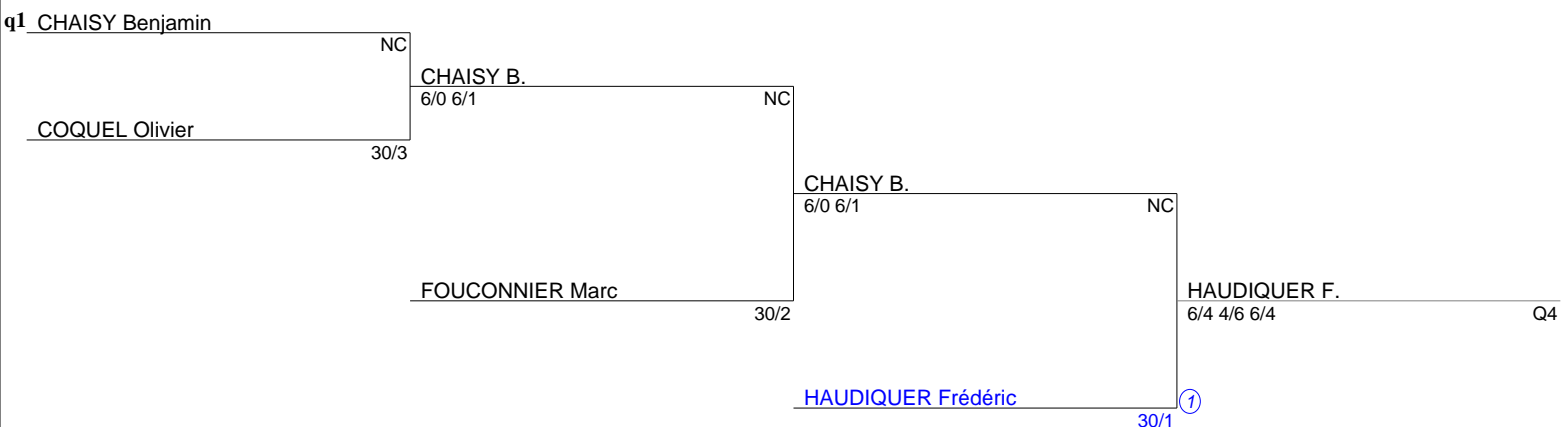 q1 CHAISY Benjamin
NC
CHAISY B.
6/0 6/1 NC
COQUEL Olivier
30/3
CHAISY B.
6/0 6/1 NC
FOUCONNIER Marc
30/2
HAUDIQUER F.
6/4 4/6 6/4 Q4
HAUDIQUER Frédéric 1
30/1